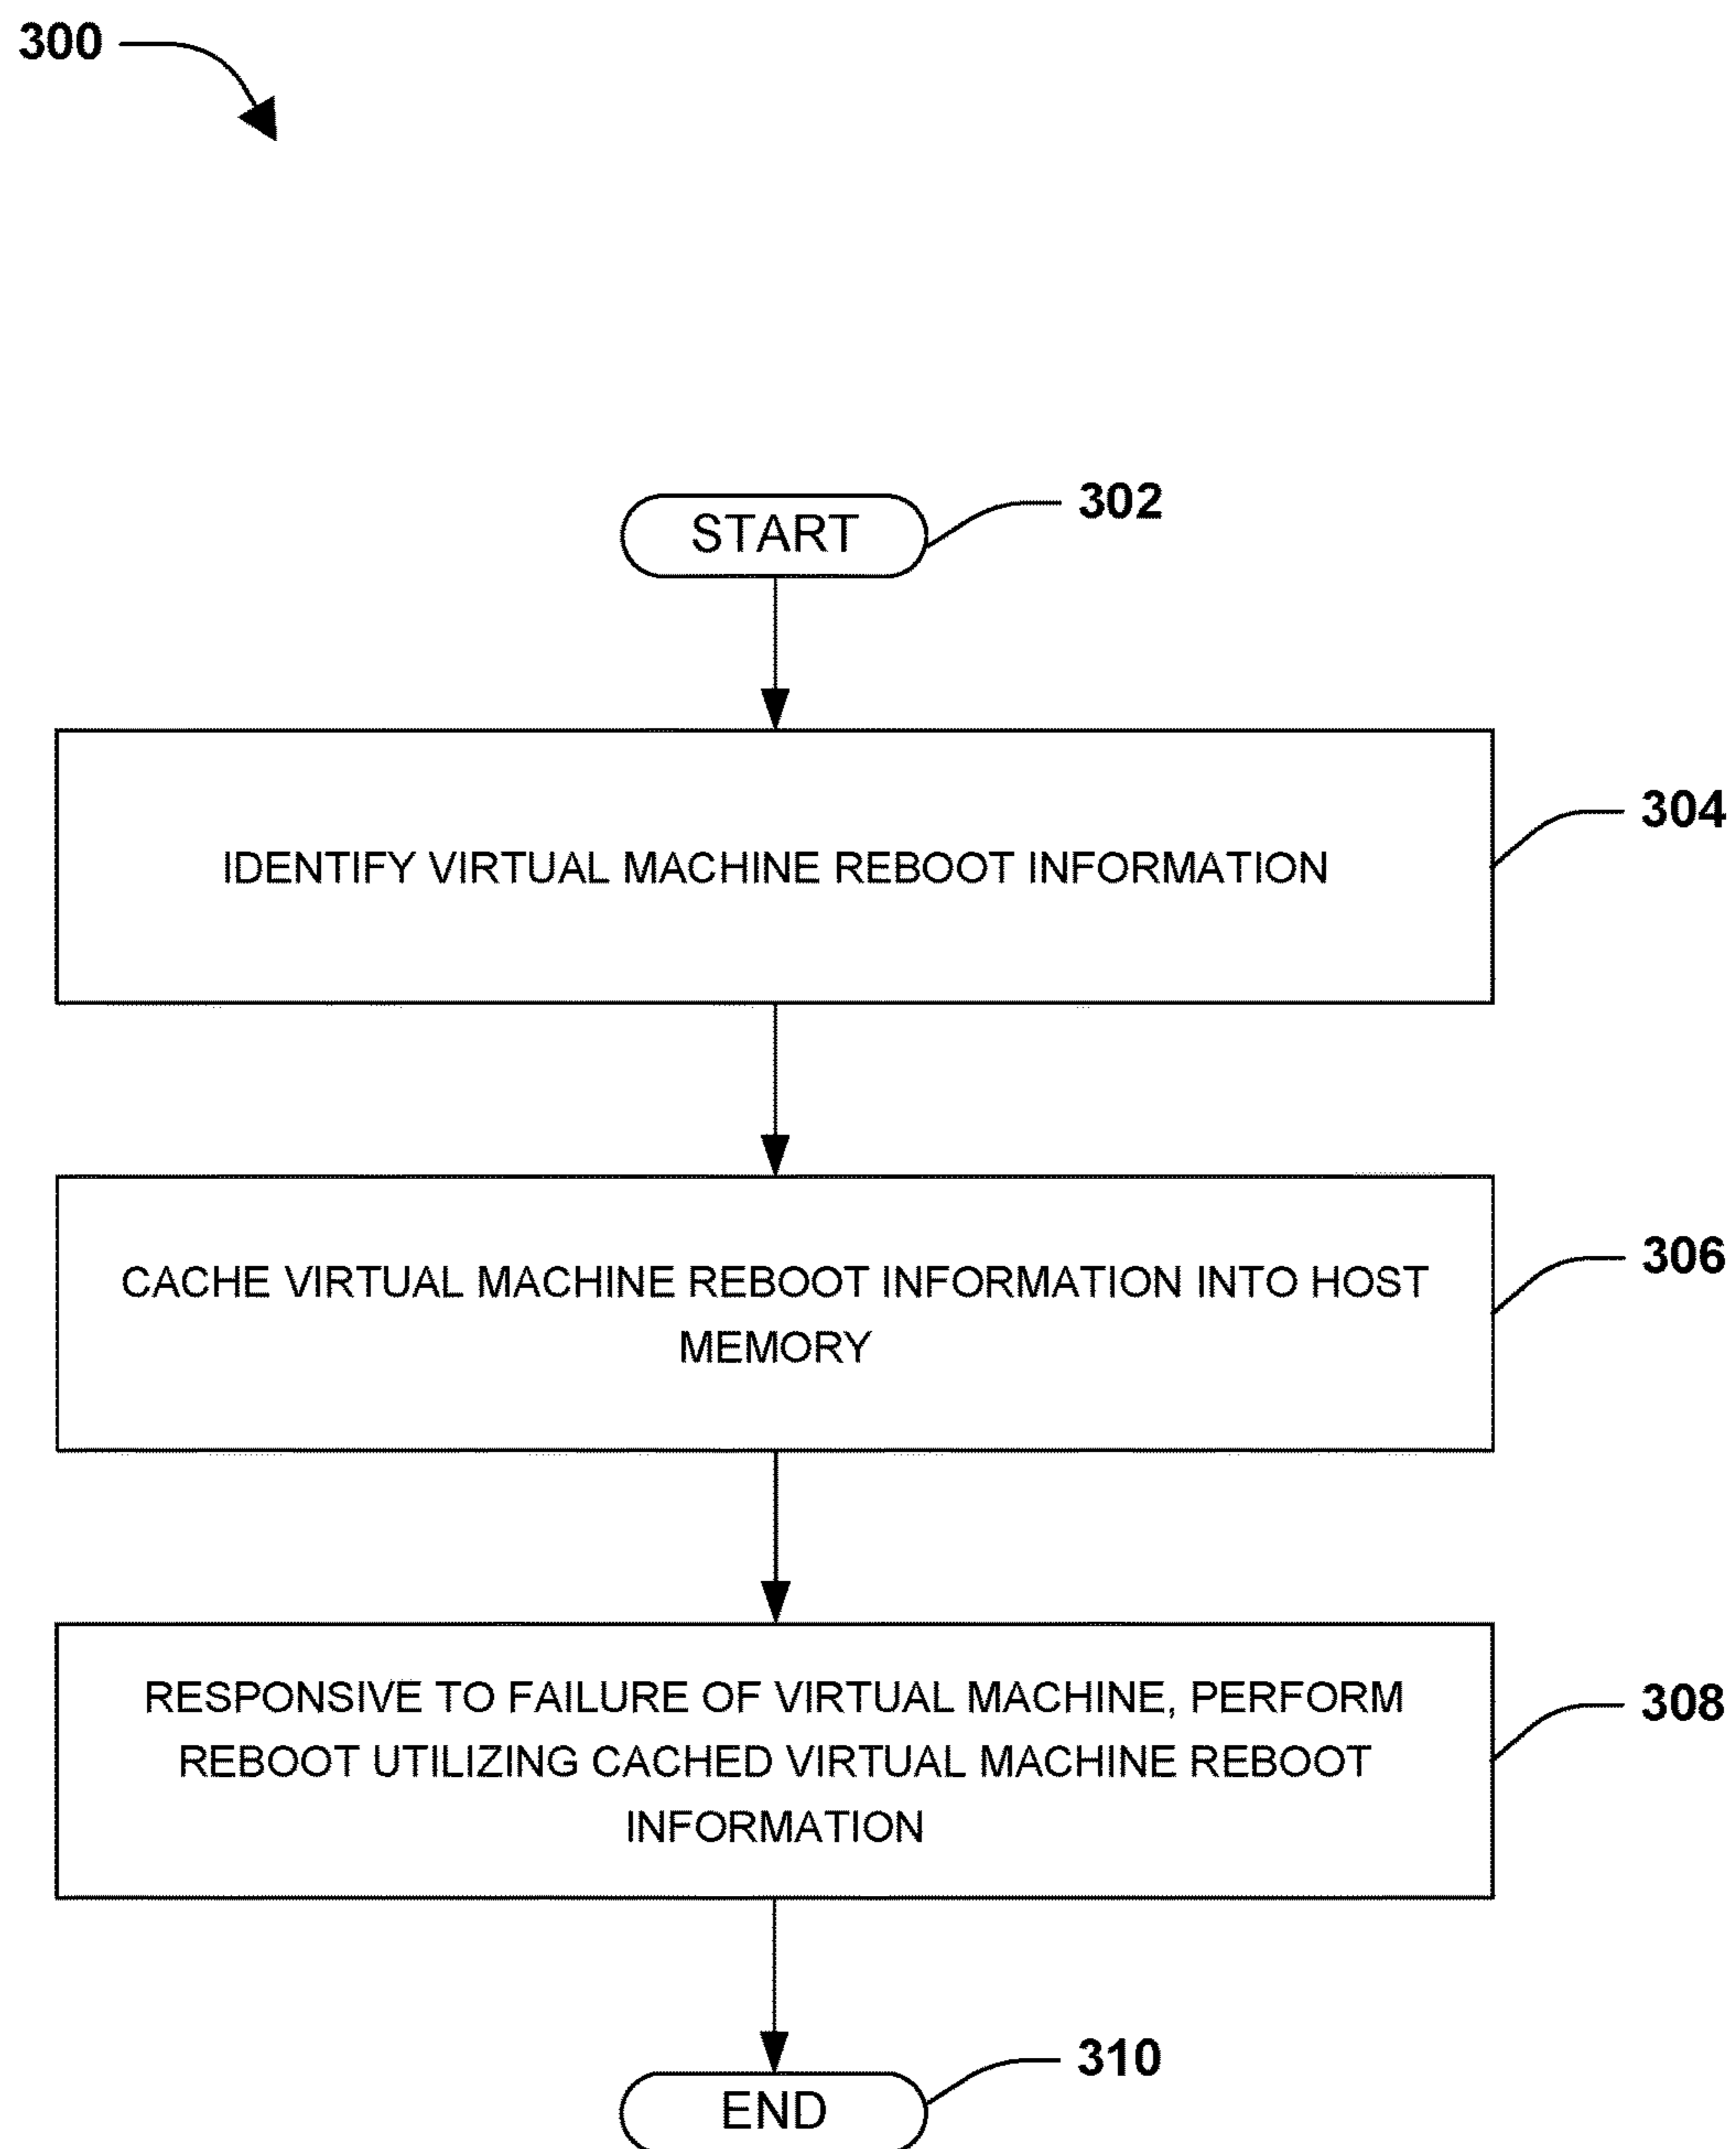 300
START
302
IDENTIFY VIRTUAL MACHINE REBOOT INFORMATION
304
CACHE VIRTUAL MACHINE REBOOT INFORMATION INTO HOST
MEMORY
306
RESPONSIVE TO FAILURE OF VIRTUAL MACHINE, PERFORM
REBOOT UTILIZING CACHED VIRTUAL MACHINE REBOOT
INFORMATION
308
END
310